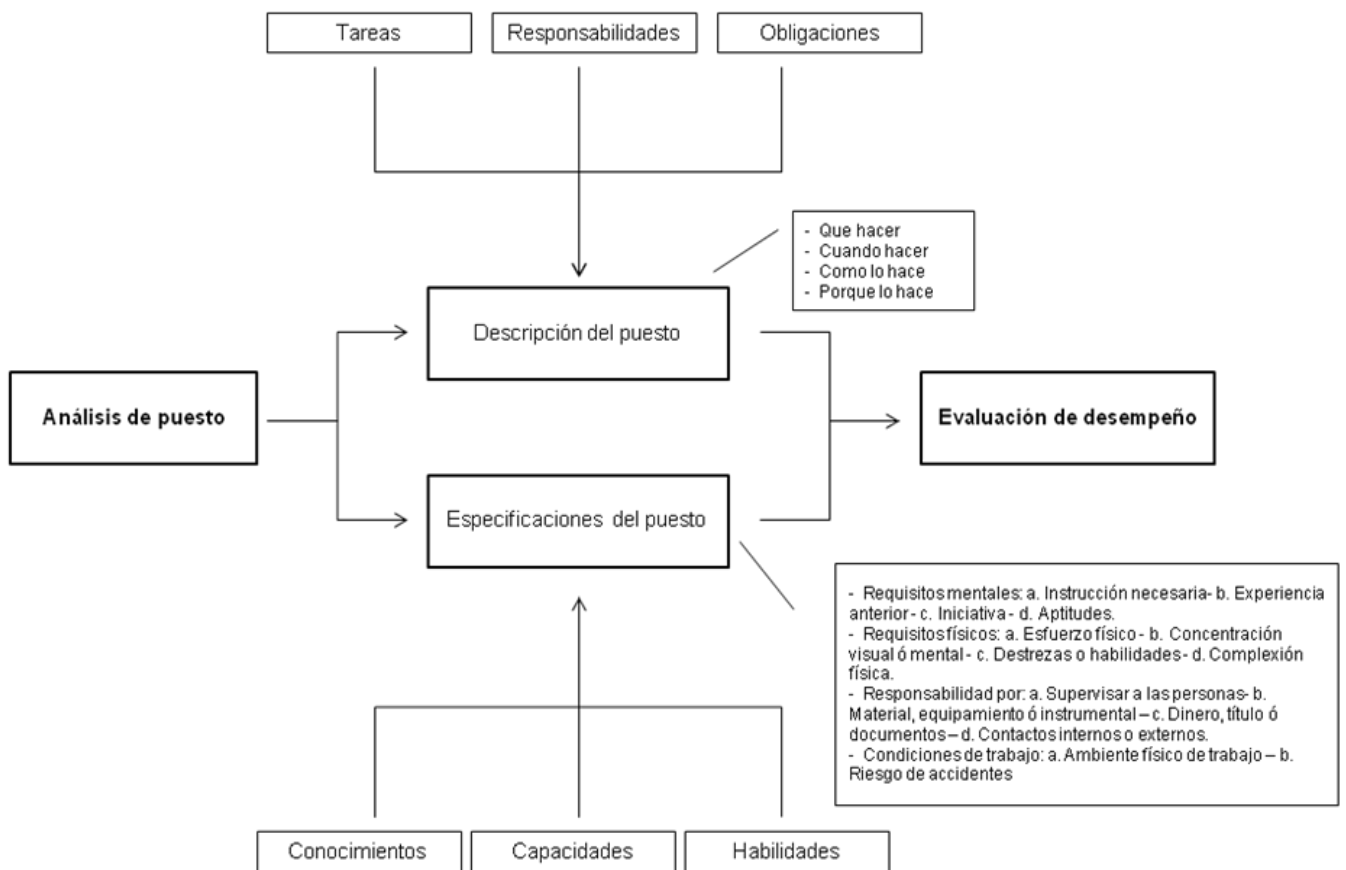 Tareas
Responsabilidades
Obligaciones
- Que hacer
- Cuando hacer
- Como lo hace
- Porque lo hace
Descripción del puesto
Análisis de puesto
Evaluación de desempeño
Especificaciones del puesto
- Requisitos mentales: a. Instrucción necesaria- b. Experiencia
anterior - c. Iniciativa - d. Aptitudes.
- Requisitos físicos: a. Esfuerzo físico - b. Concentración
visual ó mental - c. Destrezas o habilidades - d. Complexión
física.
- Responsabilidad por: a. Supervisar a las personas- b.
Material, equipamiento ó instrumental – c. Dinero, título ó
documentos – d. Contactos internos o externos.
- Condiciones de trabajo: a. Ambiente físico de trabajo – b.
Riesgo de accidentes
Conocimientos
Capacidades
Habilidades